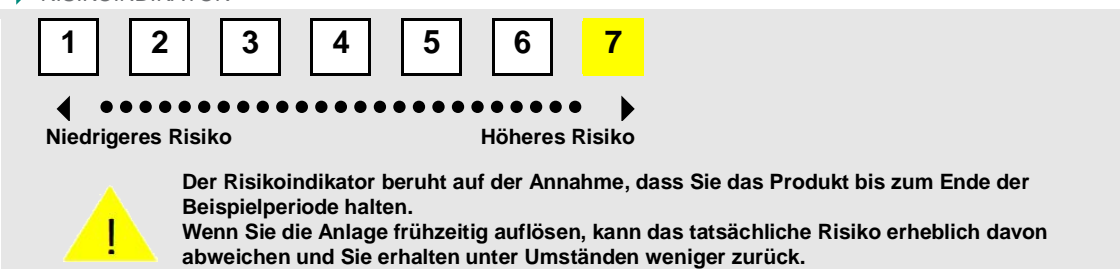 RISIKOINDIKATOR
1 2 3 4 5 6 7
Niedrigeres Risiko Höheres Risiko
Der Risikoindikator beruht auf der Annahme, dass Sie das Produkt bis zum Ende der
Beispielperiode halten.
!
Wenn Sie die Anlage frühzeitig auflösen, kann das tatsächliche Risiko erheblich davon
abweichen und Sie erhalten unter Umständen weniger zurück.